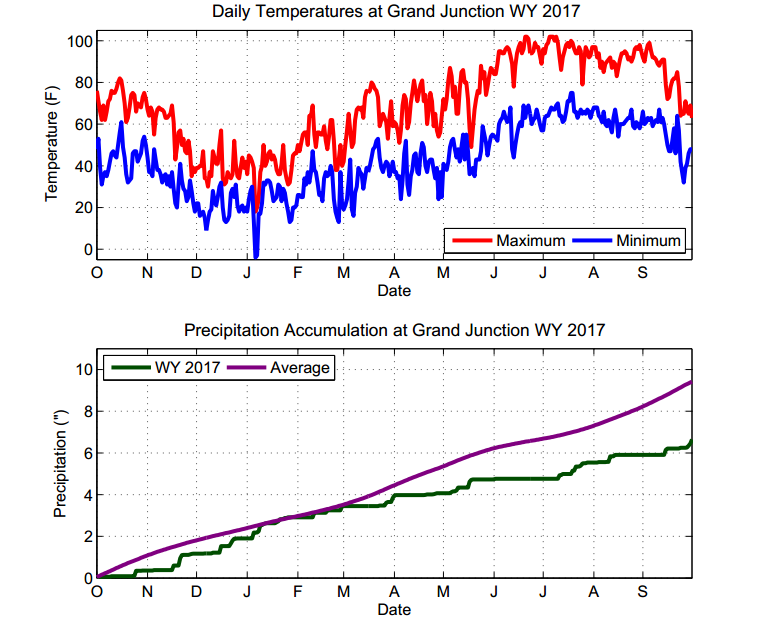 Daily Temperatures at Grand Junction WY 2017
Temperature (F)
100
80
60
40
20
0
Maximum Minimum
O N D J F M A M J J A S
Date
Precipitation Accumulation at Grand Junction WY 2017
Precipitation (")
WY 2017 Average
10
8
6
4
2
0
O N D J F M A M J J A S
Date